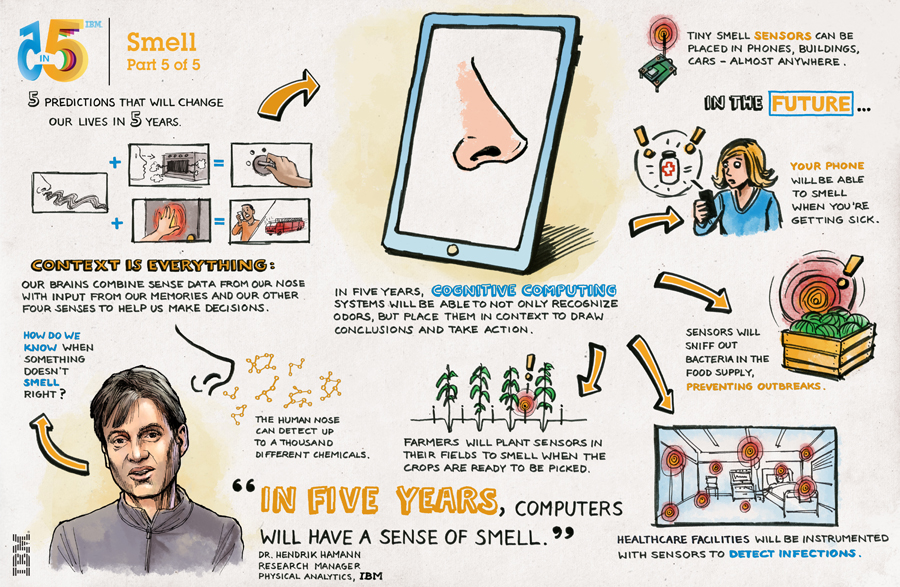 5 IN 5
IBM
Smell
Part 5 of 5
5 PREDICTIONS THAT WILL CHANGE
OUR LIVES IN 5 YEARS.
+
=
+
=
CONTEXT IS EVERYTHING:
OUR BRAINS COMBINE SENSE DATA FROM OUR NOSE
WITH INPUT FROM OUR MEMORIES AND OUR OTHER
FOUR SENSES TO HELP US MAKE DECISIONS.
HOW DO WE
KNOW WHEN
SOMETHING
DOESN'T
SMELL
RIGHT?
THE HUMAN NOSE
CAN DETECT UP
TO A THOUSAND
DIFFERENT CHEMICALS.
IN FIVE YEARS, COGNITIVE COMPUTING
SYSTEMS WILL BE ABLE TO NOT ONLY RECOGNIZE
ODORS, BUT PLACE THEM IN CONTEXT TO DRAW
CONCLUSIONS AND TAKE ACTION.
TINY SMELL SENSORS CAN BE
PLACED IN PHONES, BUILDINGS,
CARS – ALMOST ANYWHERE.
IN THE FUTURE...
! !
YOUR PHONE
WILL BE ABLE
TO SMELL
WHEN YOU'RE
GETTING SICK.
!
SENSORS WILL
SNIFF OUT
BACTERIA IN THE
FOOD SUPPLY,
PREVENTING OUTBREAKS.
!
FARMERS WILL PLANT SENSORS IN
THEIR FIELDS TO SMELL WHEN THE
CROPS ARE READY TO BE PICKED.
HEALTHCARE FACILITIES WILL BE INSTRUMENTED
WITH SENSORS TO DETECT INFECTIONS.
“IN FIVE YEARS, COMPUTERS
WILL HAVE A SENSE OF SMELL.”
DR. HENDRIK HAMANN
RESEARCH MANAGER
PHYSICAL ANALYTICS, IBM
IBM